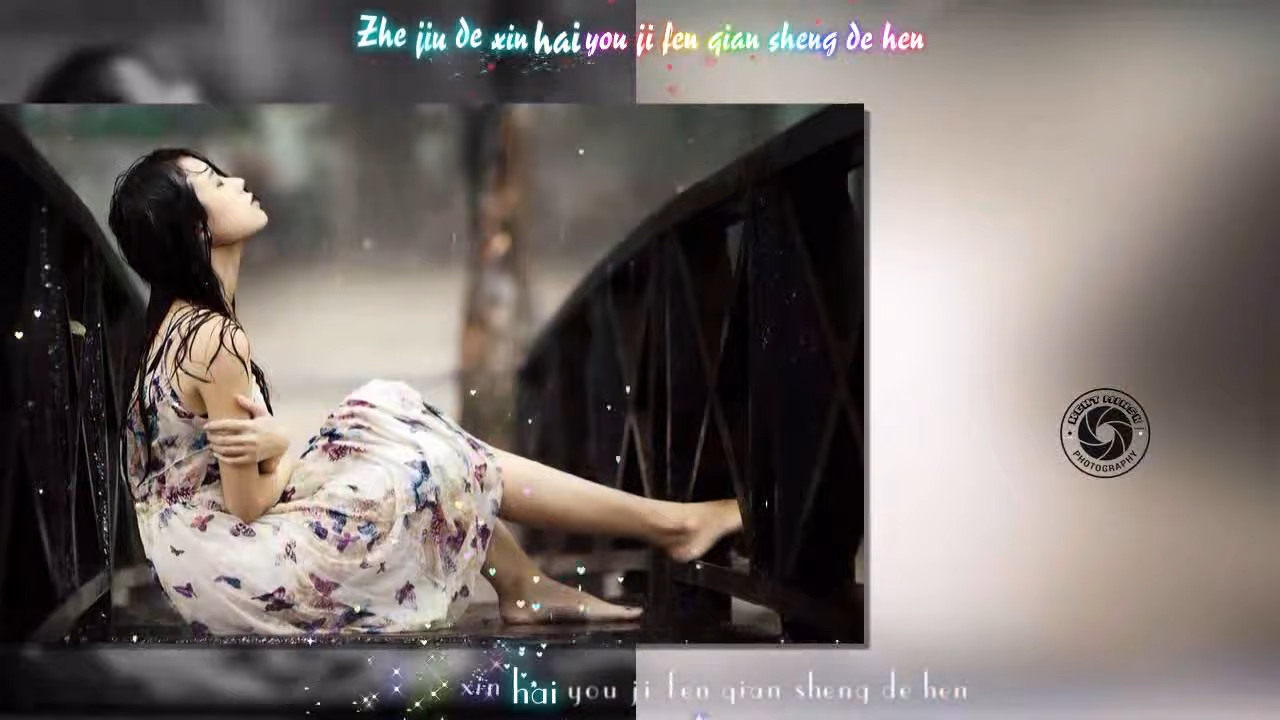 Zhe jiu de xin hai you ji fen qian sheng de hen
PHOTOGRAPHY
xin hai you ji fen qian sheng de hen